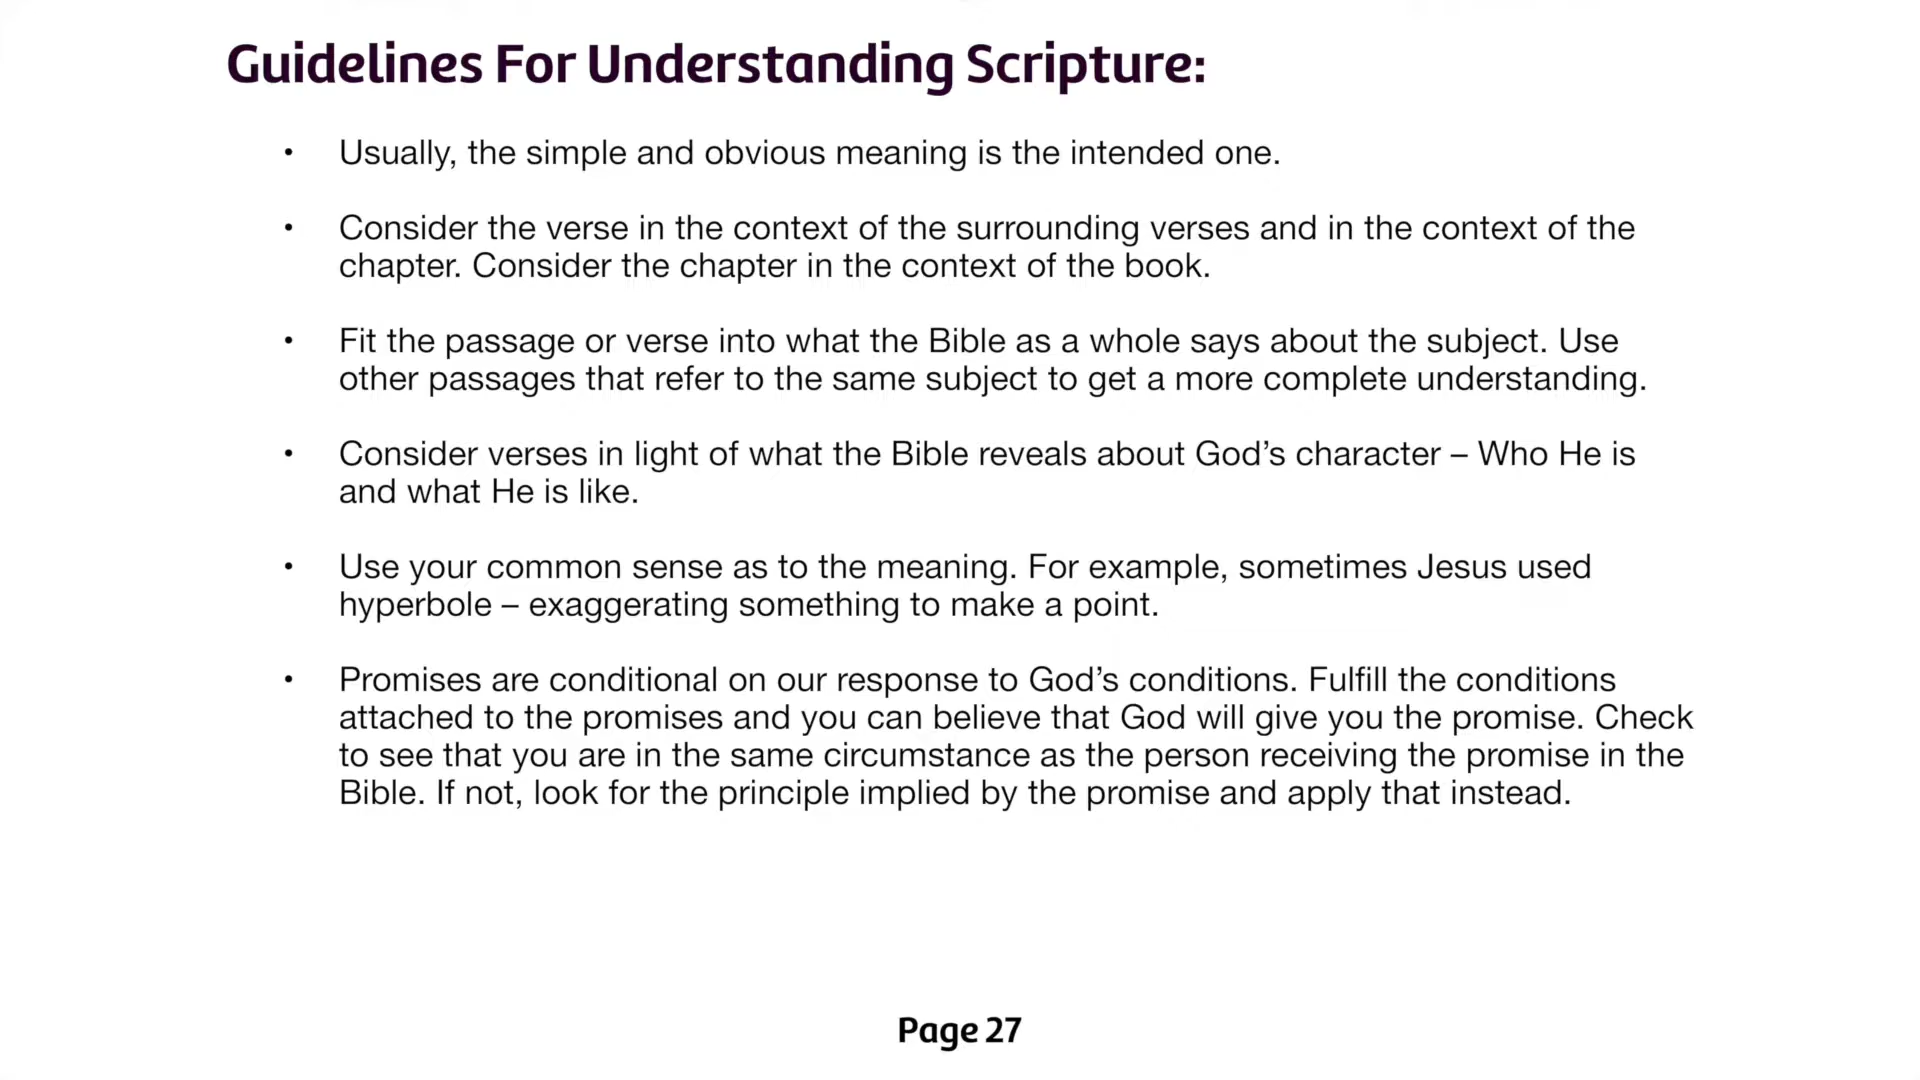 Guidelines For Understanding Scripture:
• Usually, the simple and obvious meaning is the intended one.
• Consider the verse in the context of the surrounding verses and in the context of the
chapter. Consider the chapter in the context of the book.
• Fit the passage or verse into what the Bible as a whole says about the subject. Use
other passages that refer to the same subject to get a more complete understanding.
• Consider verses in light of what the Bible reveals about God’s character – Who He is
and what He is like.
• Use your common sense as to the meaning. For example, sometimes Jesus used
hyperbole – exaggerating something to make a point.
• Promises are conditional on our response to God’s conditions. Fulfill the conditions
attached to the promises and you can believe that God will give you the promise. Check
to see that you are in the same circumstance as the person receiving the promise in the
Bible. If not, look for the principle implied by the promise and apply that instead.
Page 27